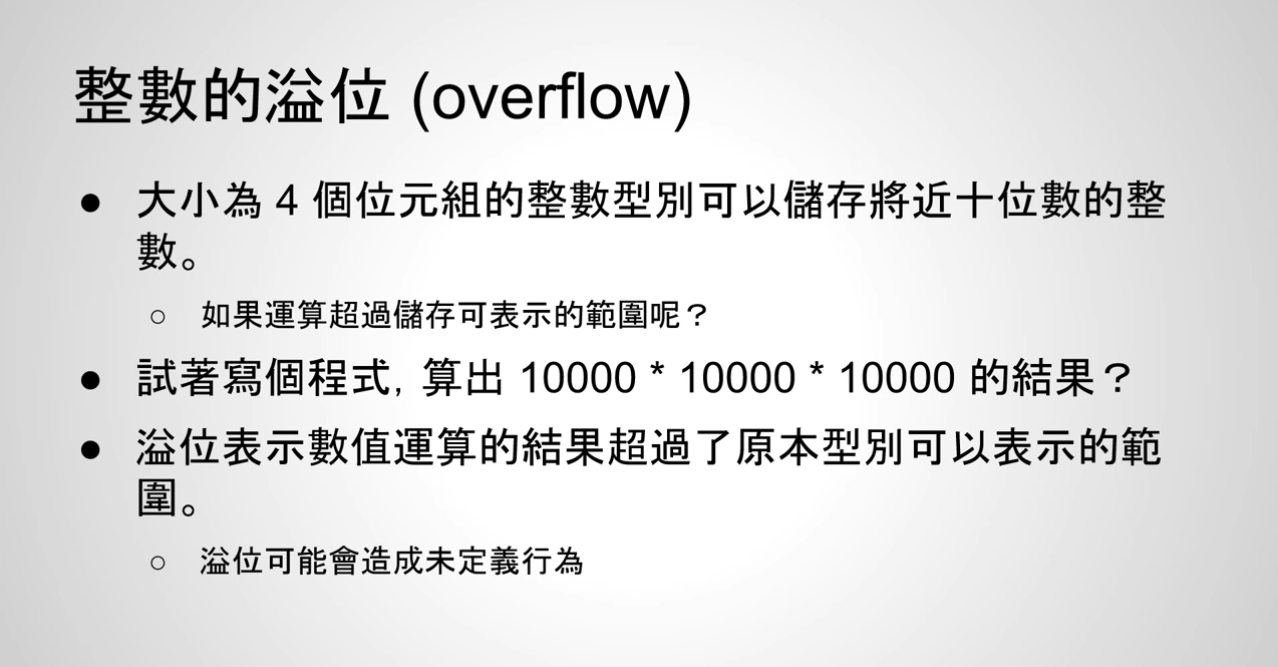 整數的溢位 (overflow)
● 大小為 4 個位元組的整數型別可以儲存將近十位數的整
數。
○ 如果運算超過儲存可表示的範圍呢？
● 試著寫個程式，算出 10000 * 10000 * 10000 的結果？
● 溢位表示數值運算的結果超過了原本型別可以表示的範
圍。
○ 溢位可能會造成未定義行為